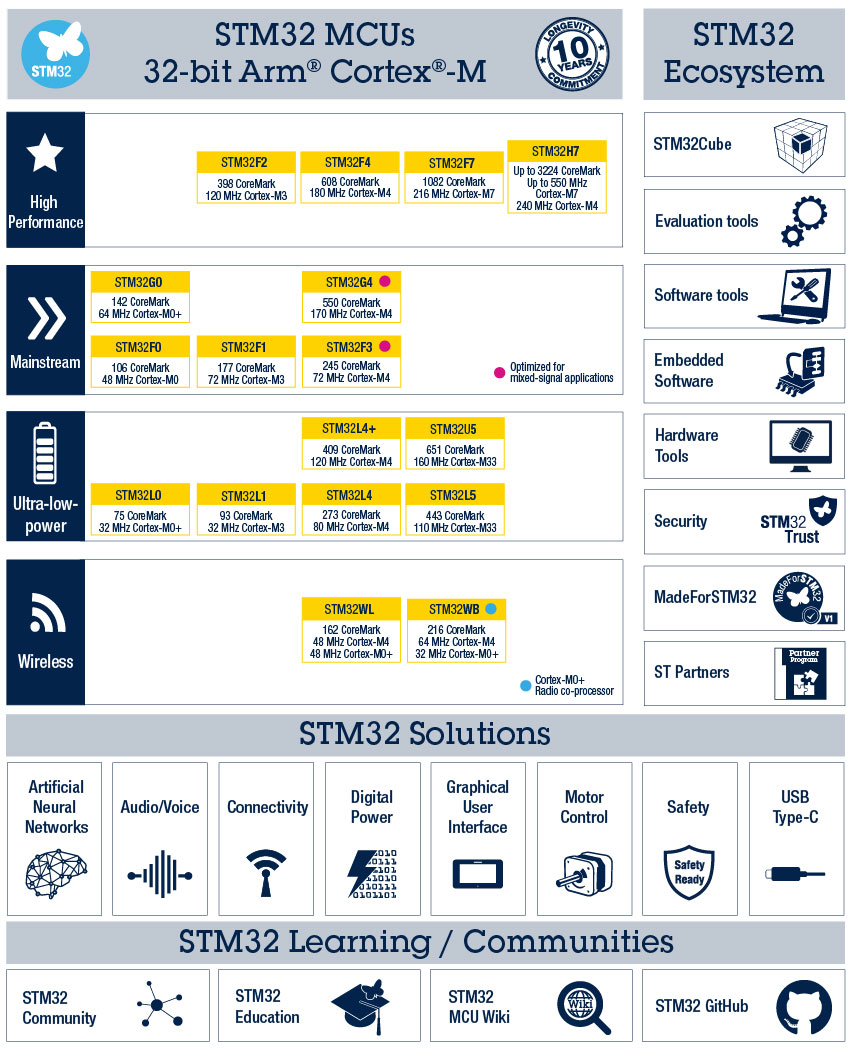 STM32
STM32 MCUs
32-bit Arm® Cortex®-M
LONGEVITY
10
YEARS
COMMITMENT
STM32
Ecosystem
High
Performance
STM32F2
398 CoreMark
120 MHz Cortex-M3
STM32F4
608 CoreMark
180 MHz Cortex-M4
STM32F7
1082 CoreMark
216 MHz Cortex-M7
STM32H7
Up to 3224 CoreMark
Up to 550 MHz
Cortex-M7
240 MHz Cortex-M4
Mainstream
STM32G0
142 CoreMark
64 MHz Cortex-M0+
STM32G4
550 CoreMark
170 MHz Cortex-M4
STM32F0
106 CoreMark
48 MHz Cortex-M0
STM32F1
177 CoreMark
72 MHz Cortex-M3
STM32F3
245 CoreMark
72 MHz Cortex-M4
Optimized for
mixed-signal applications
Ultra-low-
power
STM32L4+
409 CoreMark
120 MHz Cortex-M4
STM32U5
651 CoreMark
160 MHz Cortex-M33
STM32L0
75 CoreMark
32 MHz Cortex-M0+
STM32L1
93 CoreMark
32 MHz Cortex-M3
STM32L4
273 CoreMark
80 MHz Cortex-M4
STM32L5
443 CoreMark
110 MHz Cortex-M33
Wireless
STM32WL
162 CoreMark
48 MHz Cortex-M4
48 MHz Cortex-M0+
STM32WB
216 CoreMark
64 MHz Cortex-M4
32 MHz Cortex-M0+
Cortex-M0+
Radio co-processor
STM32Cube
Evaluation tools
Software tools
Embedded
Software
Hardware
Tools
Security
STM32
Trust
MadeForSTM32
MadeForSTM32
V1
ST Partners
Partner
Program
STM32 Solutions
Artificial
Neural
Networks
Audio/Voice
Connectivity
Digital
Power
Graphical
User
Interface
Motor
Control
Safety
Safety
Ready
USB
Type-C
STM32 Learning / Communities
STM32
Community
STM32
Education
STM32
MCU Wiki
Wiki
STM32 GitHub